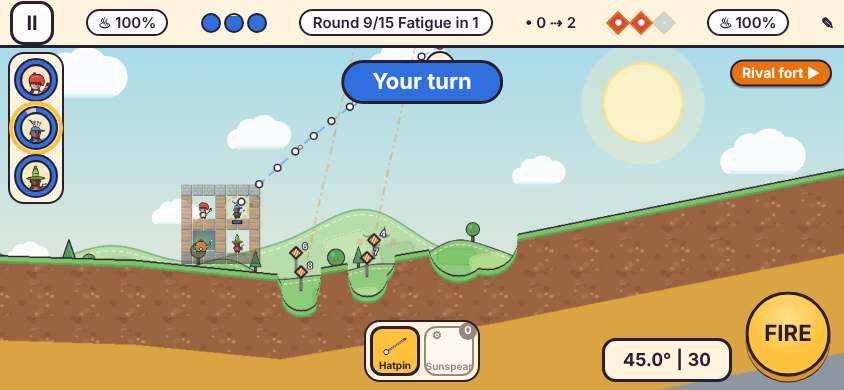 100%
Round 9/15 Fatigue in 1
• 0 ⇢ 2
100%
Your turn
Rival fort ▶
6
8
4
7
0
Hatpin
Sunspear
45.0° | 30
FIRE